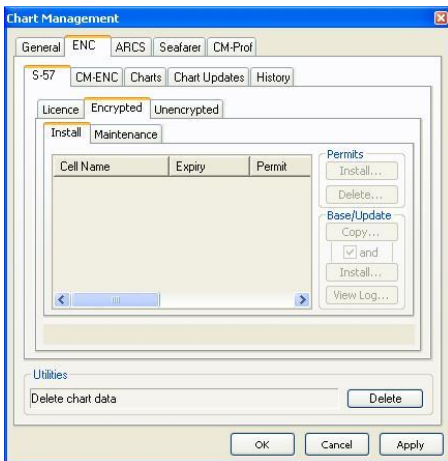 Chart Management
General ENC ARCS Seafarer CM-Prof
S-57 CM-ENC Charts Chart Updates History
Licence Encrypted Unencrypted
Install Maintenance
Cell Name Expiry Permit
Permits
Install...
Delete...
Base/Update
Copy...
and
Install...
View Log...
Utilities
Delete chart data Delete
OK Cancel Apply